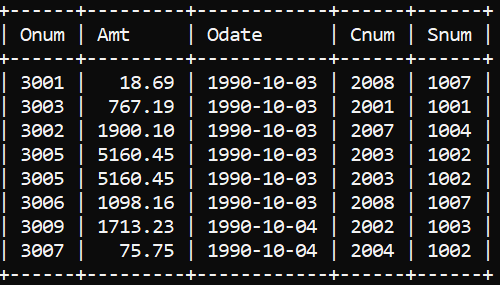 +------+---------+------------+------+------+
| Onum | Amt     | Odate      | Cnum | Snum |
+------+---------+------------+------+------+
| 3001 |   18.69 | 1990-10-03 | 2008 | 1007 |
| 3003 |  767.19 | 1990-10-03 | 2001 | 1001 |
| 3002 | 1900.10 | 1990-10-03 | 2007 | 1004 |
| 3005 | 5160.45 | 1990-10-03 | 2003 | 1002 |
| 3005 | 5160.45 | 1990-10-03 | 2003 | 1002 |
| 3006 | 1098.16 | 1990-10-03 | 2008 | 1007 |
| 3009 | 1713.23 | 1990-10-04 | 2002 | 1003 |
| 3007 |   75.75 | 1990-10-04 | 2004 | 1002 |
+------+---------+------------+------+------+